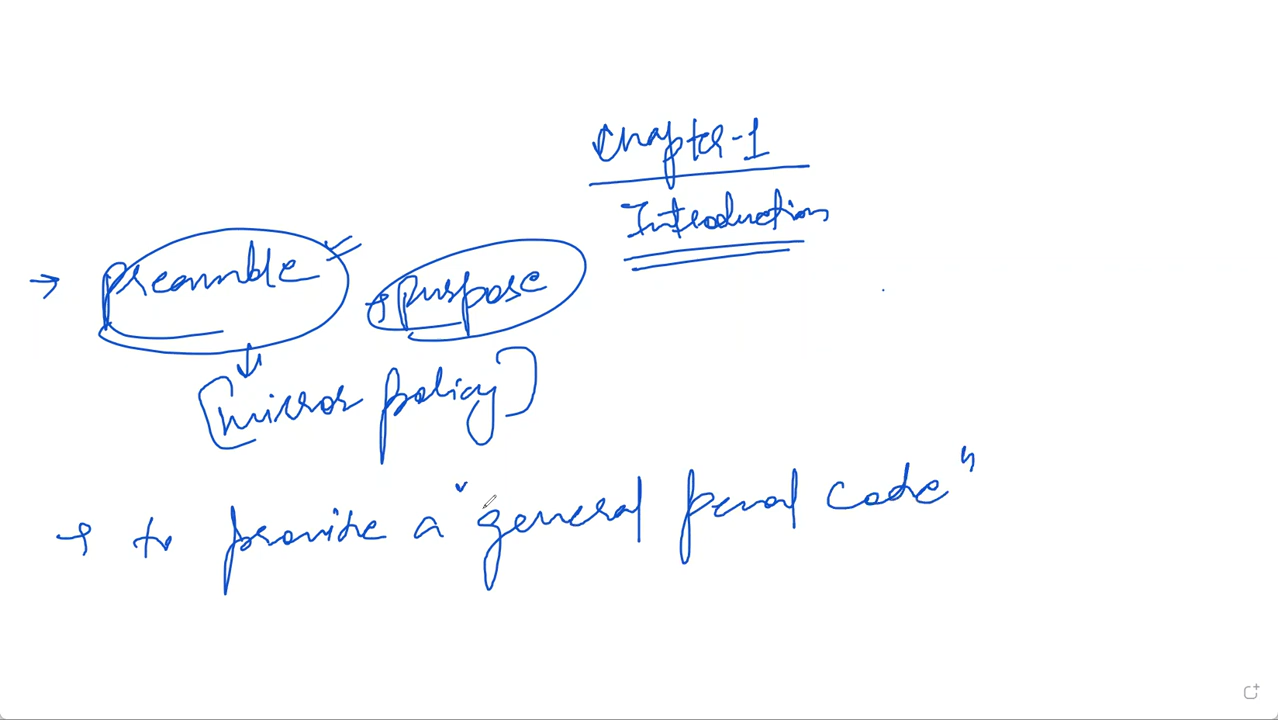 Chapter-1
Introduction
→ preamble → purpose
[mirror policy]
→ to provide a "general penal code"